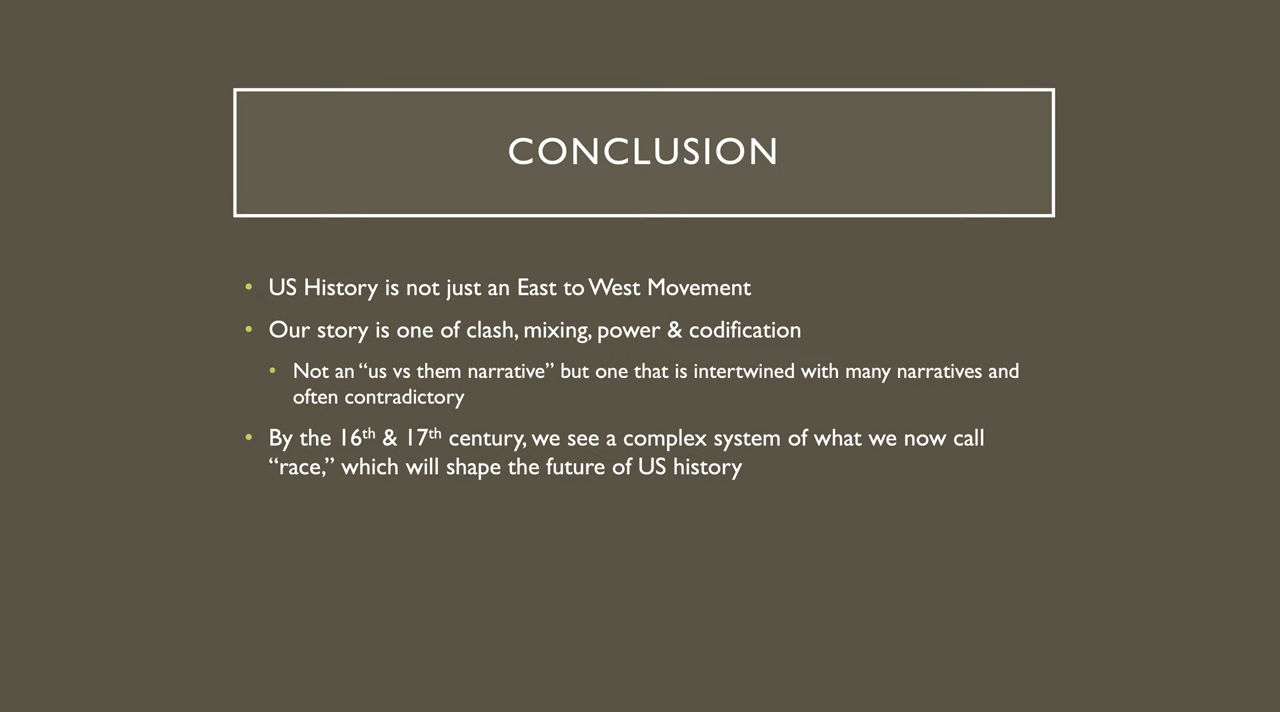 CONCLUSION
• US History is not just an East to West Movement
• Our story is one of clash, mixing, power & codification
• Not an “us vs them narrative” but one that is intertwined with many narratives and
often contradictory
• By the 16th & 17th century, we see a complex system of what we now call
“race,” which will shape the future of US history